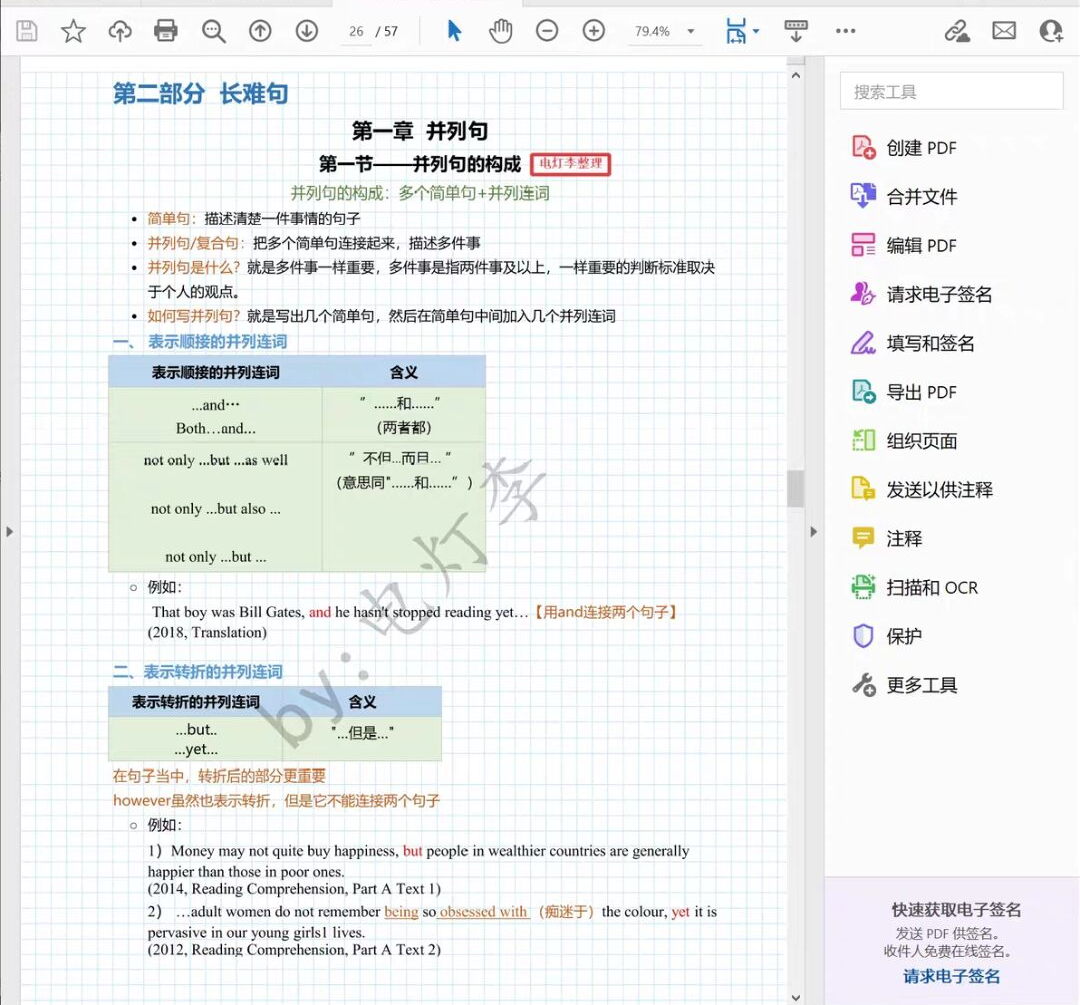 26 / 57
79.4%
第二部分 长难句
第一章 并列句
第一节——并列句的构成 电灯李整理
并列句的构成：多个简单句+并列连词
• 简单句：描述清楚一件事情的句子
• 并列句/复合句：把多个简单句连接起来，描述多件事
• 并列句是什么？就是多件事一样重要，多件事是指两件事及以上，一样重要的判断标准取决
于个人的观点。
• 如何写并列句？就是写出几个简单句，然后在简单句中间加入几个并列连词
一、 表示顺接的并列连词
表示顺接的并列连词 含义
...and… " ......和......"
Both…and... (两者都)
not only ...but ...as well " 不但...而且... "
(意思同"......和......" )
not only ...but also ...
not only ...but ...
○ 例如：
That boy was Bill Gates, and he hasn't stopped reading yet…【用and连接两个句子】
(2018, Translation)
二、表示转折的并列连词
表示转折的并列连词 含义
...but.. "...但是..."
...yet...
在句子当中，转折后的部分更重要
however虽然也表示转折，但是它不能连接两个句子
○ 例如：
1）Money may not quite buy happiness, but people in wealthier countries are generally
happier than those in poor ones.
(2014, Reading Comprehension, Part A Text 1)
2） …adult women do not remember being so obsessed with （痴迷于）the colour, yet it is
pervasive in our young girls1 lives.
(2012, Reading Comprehension, Part A Text 2)
by：电灯李
搜索工具
创建 PDF
合并文件
编辑 PDF
请求电子签名
填写和签名
导出 PDF
组织页面
发送以供注释
注释
扫描和 OCR
保护
更多工具
快速获取电子签名
发送 PDF 供签名。
收件人免费在线签名。
请求电子签名